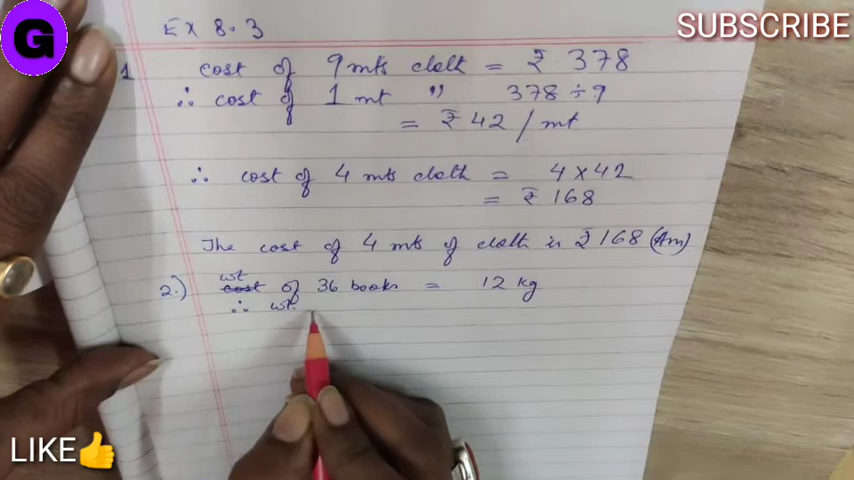 G
SUBSCRIBE
Ex 8.3
1 cost of 9 mts cloth = ₹ 378
∴ cost of 1 mt " 378 ÷ 9
= ₹ 42 / mt
∴ cost of 4 mts cloth = 4 × 42
= ₹ 168
The cost of 4 mts of cloth is ₹ 168 (Ans)
2.) wt of 36 books = 12 kg
∴ wt.
LIKE👍